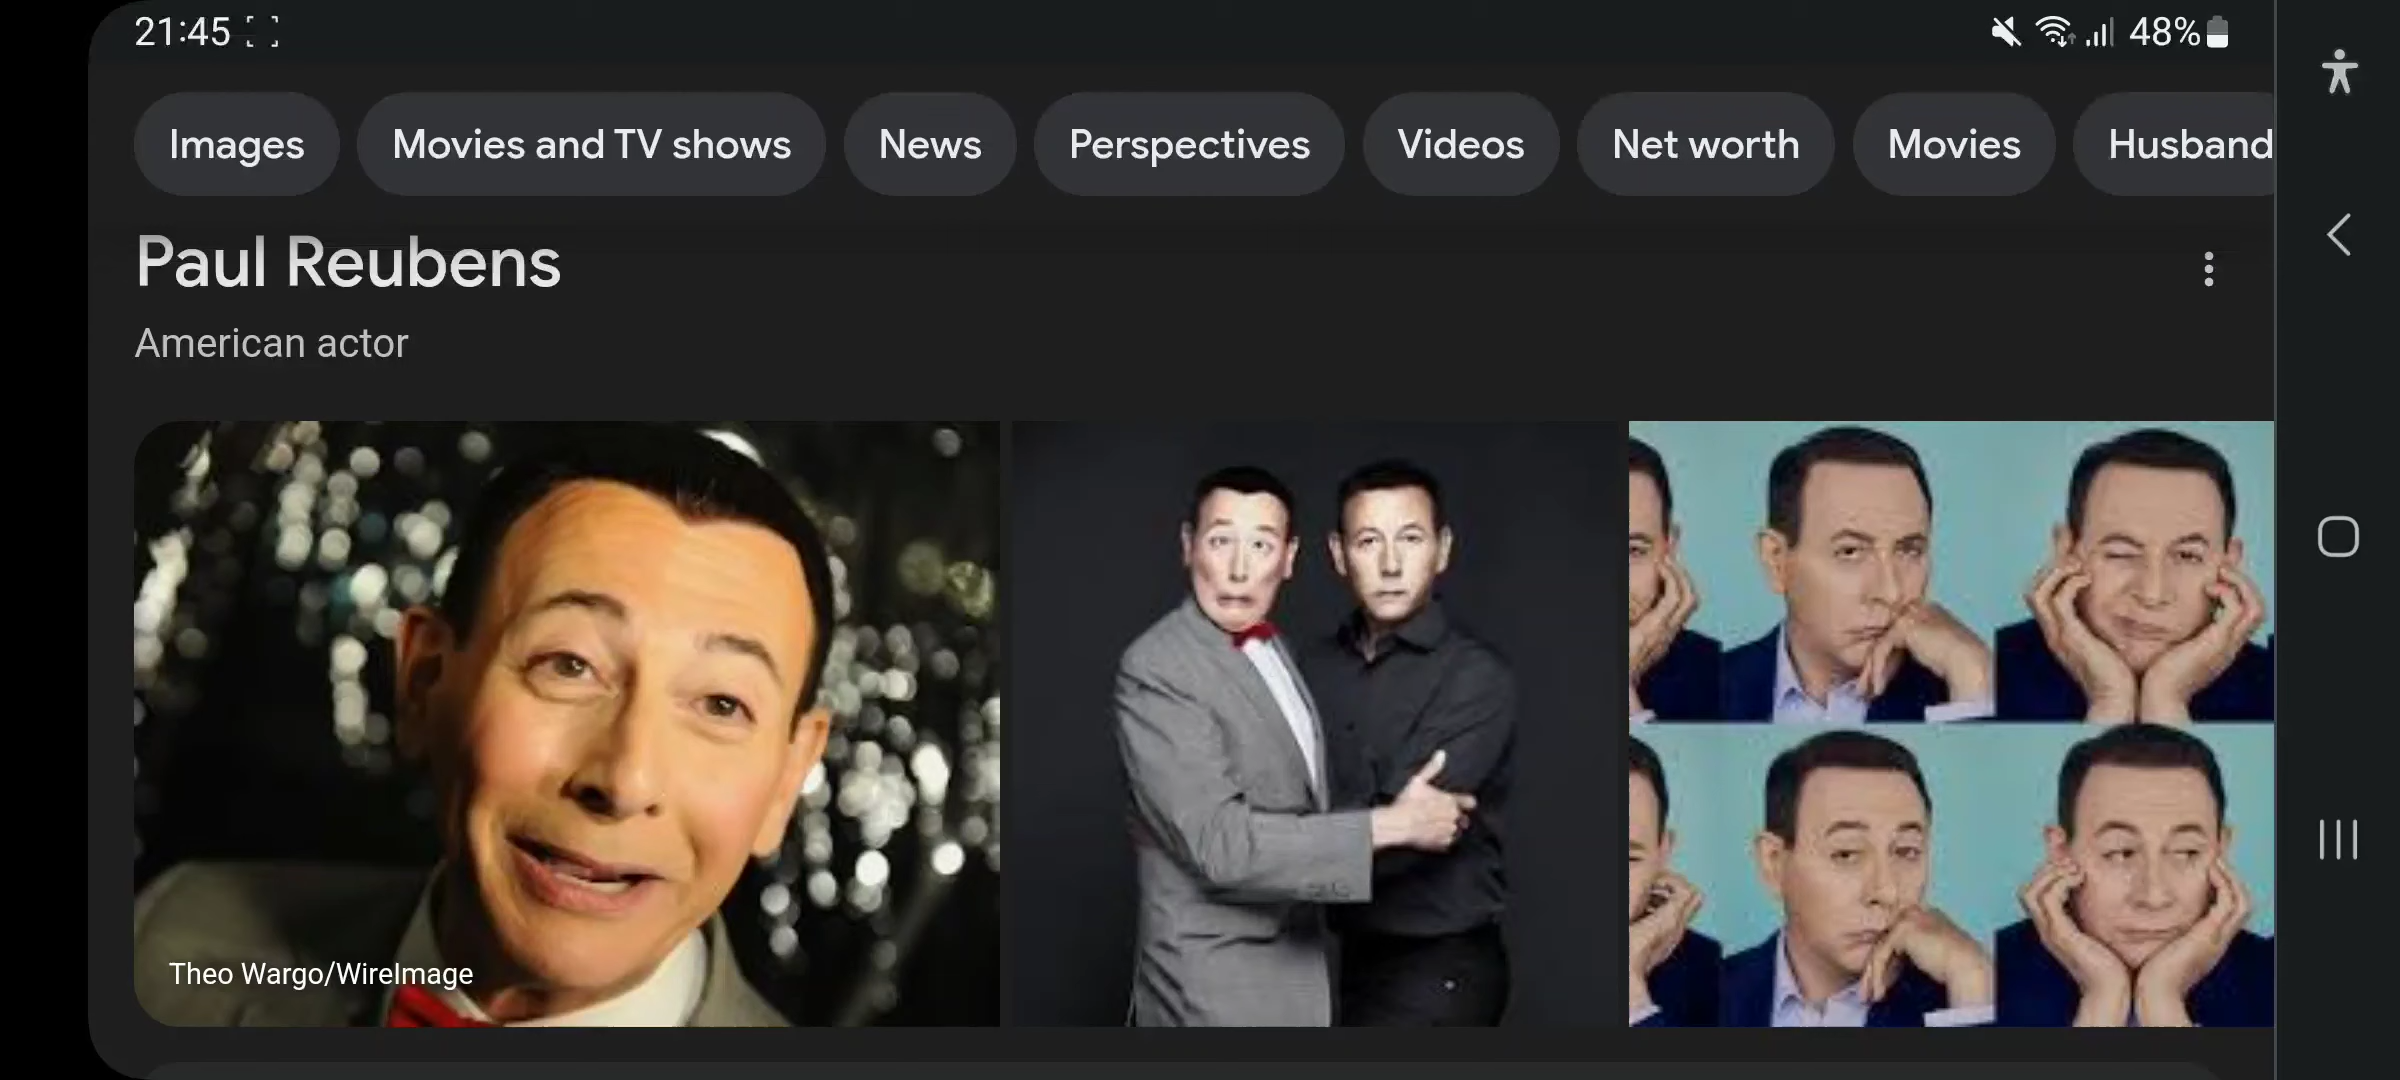 21:45 48%
Images Movies and TV shows News Perspectives Videos Net worth Movies Husband
Paul Reubens
American actor
Theo Wargo/WireImage